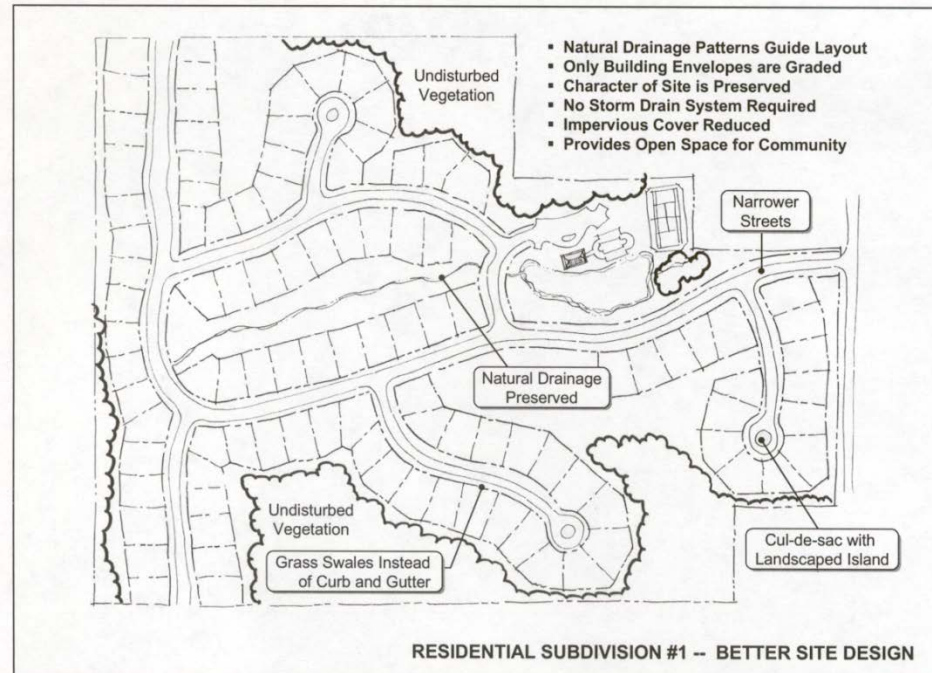 Undisturbed
Vegetation
▪ Natural Drainage Patterns Guide Layout
▪ Only Building Envelopes are Graded
▪ Character of Site is Preserved
▪ No Storm Drain System Required
▪ Impervious Cover Reduced
▪ Provides Open Space for Community
Narrower
Streets
Natural Drainage
Preserved
Undisturbed
Vegetation
Grass Swales Instead
of Curb and Gutter
Cul-de-sac with
Landscaped Island
RESIDENTIAL SUBDIVISION #1 -- BETTER SITE DESIGN